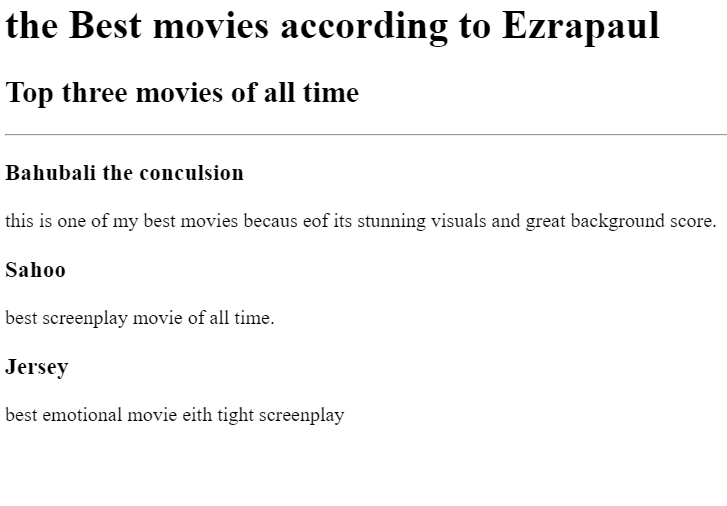 the Best movies according to Ezrapaul
Top three movies of all time
Bahubali the conculsion
this is one of my best movies becaus eof its stunning visuals and great background score.
Sahoo
best screenplay movie of all time.
Jersey
best emotional movie eith tight screenplay